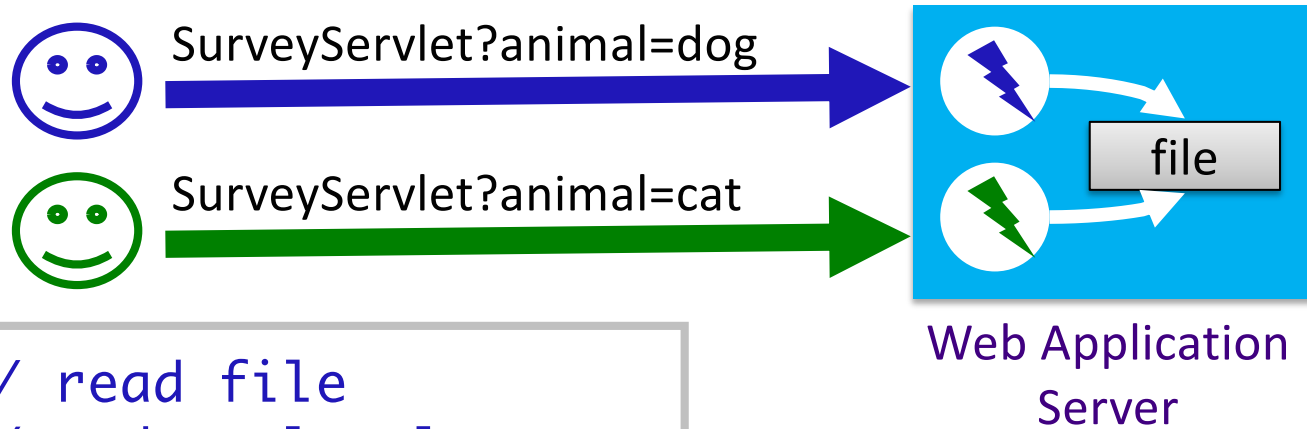 SurveyServlet?animal=dog
file
SurveyServlet?animal=cat
Web Application
Server
/ read file